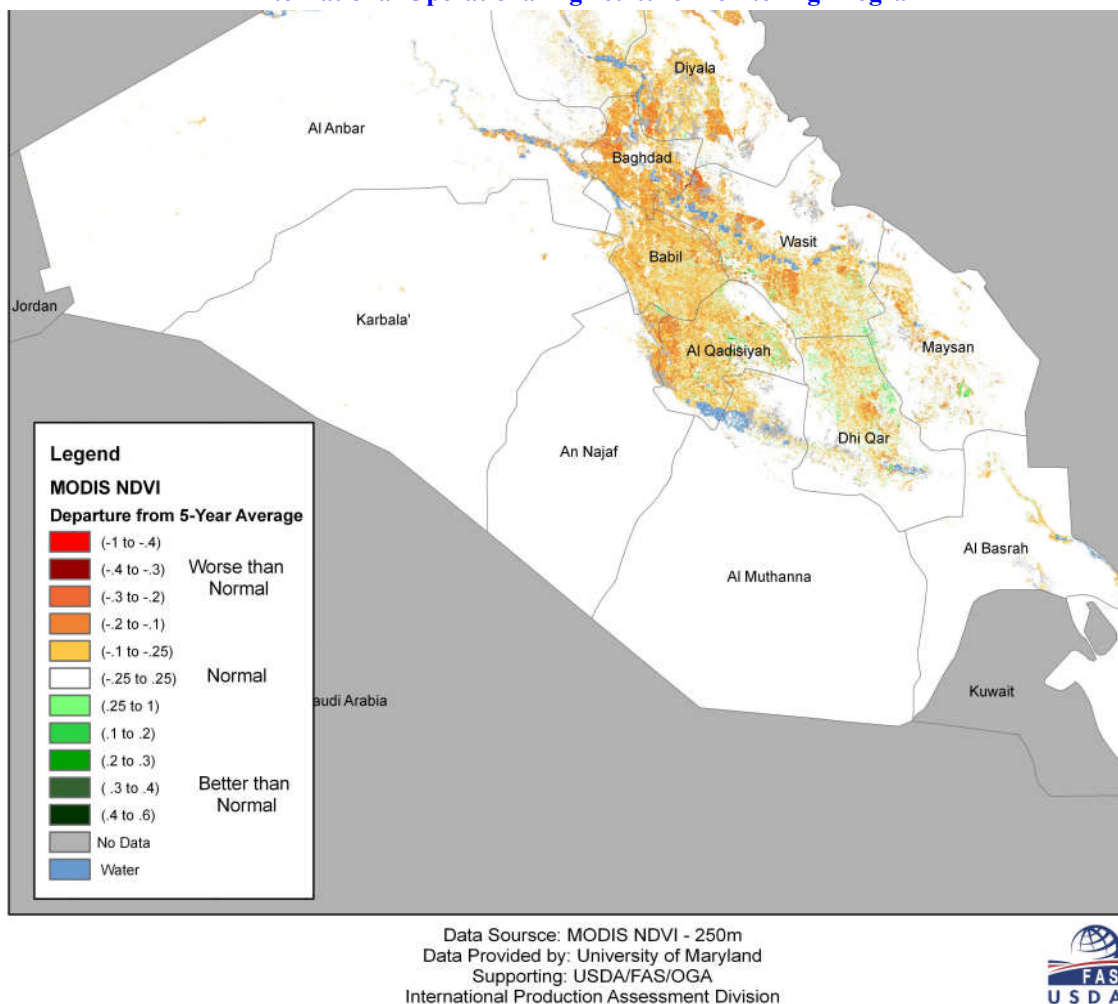 Diyala
Al Anbar
Baghdad
Wasit
Babil
Jordan
Karbala'
Al Qadisiyah
Maysan
Dhi Qar
An Najaf
Al Basrah
Al Muthanna
Kuwait
audi Arabia
Legend
MODIS NDVI
Departure from 5-Year Average
(-1 to -.4)
(-.4 to -.3)
Worse than
Normal
(-.3 to -.2)
(-.2 to -.1)
(-.1 to -.25)
(-.25 to .25) Normal
(.25 to 1)
(.1 to .2)
(.2 to .3)
(.3 to .4)
Better than
Normal
(.4 to .6)
No Data
Water
Data Soursce: MODIS NDVI - 250m
Data Provided by: University of Maryland
Supporting: USDA/FAS/OGA
International Production Assessment Division
FAS
USDA